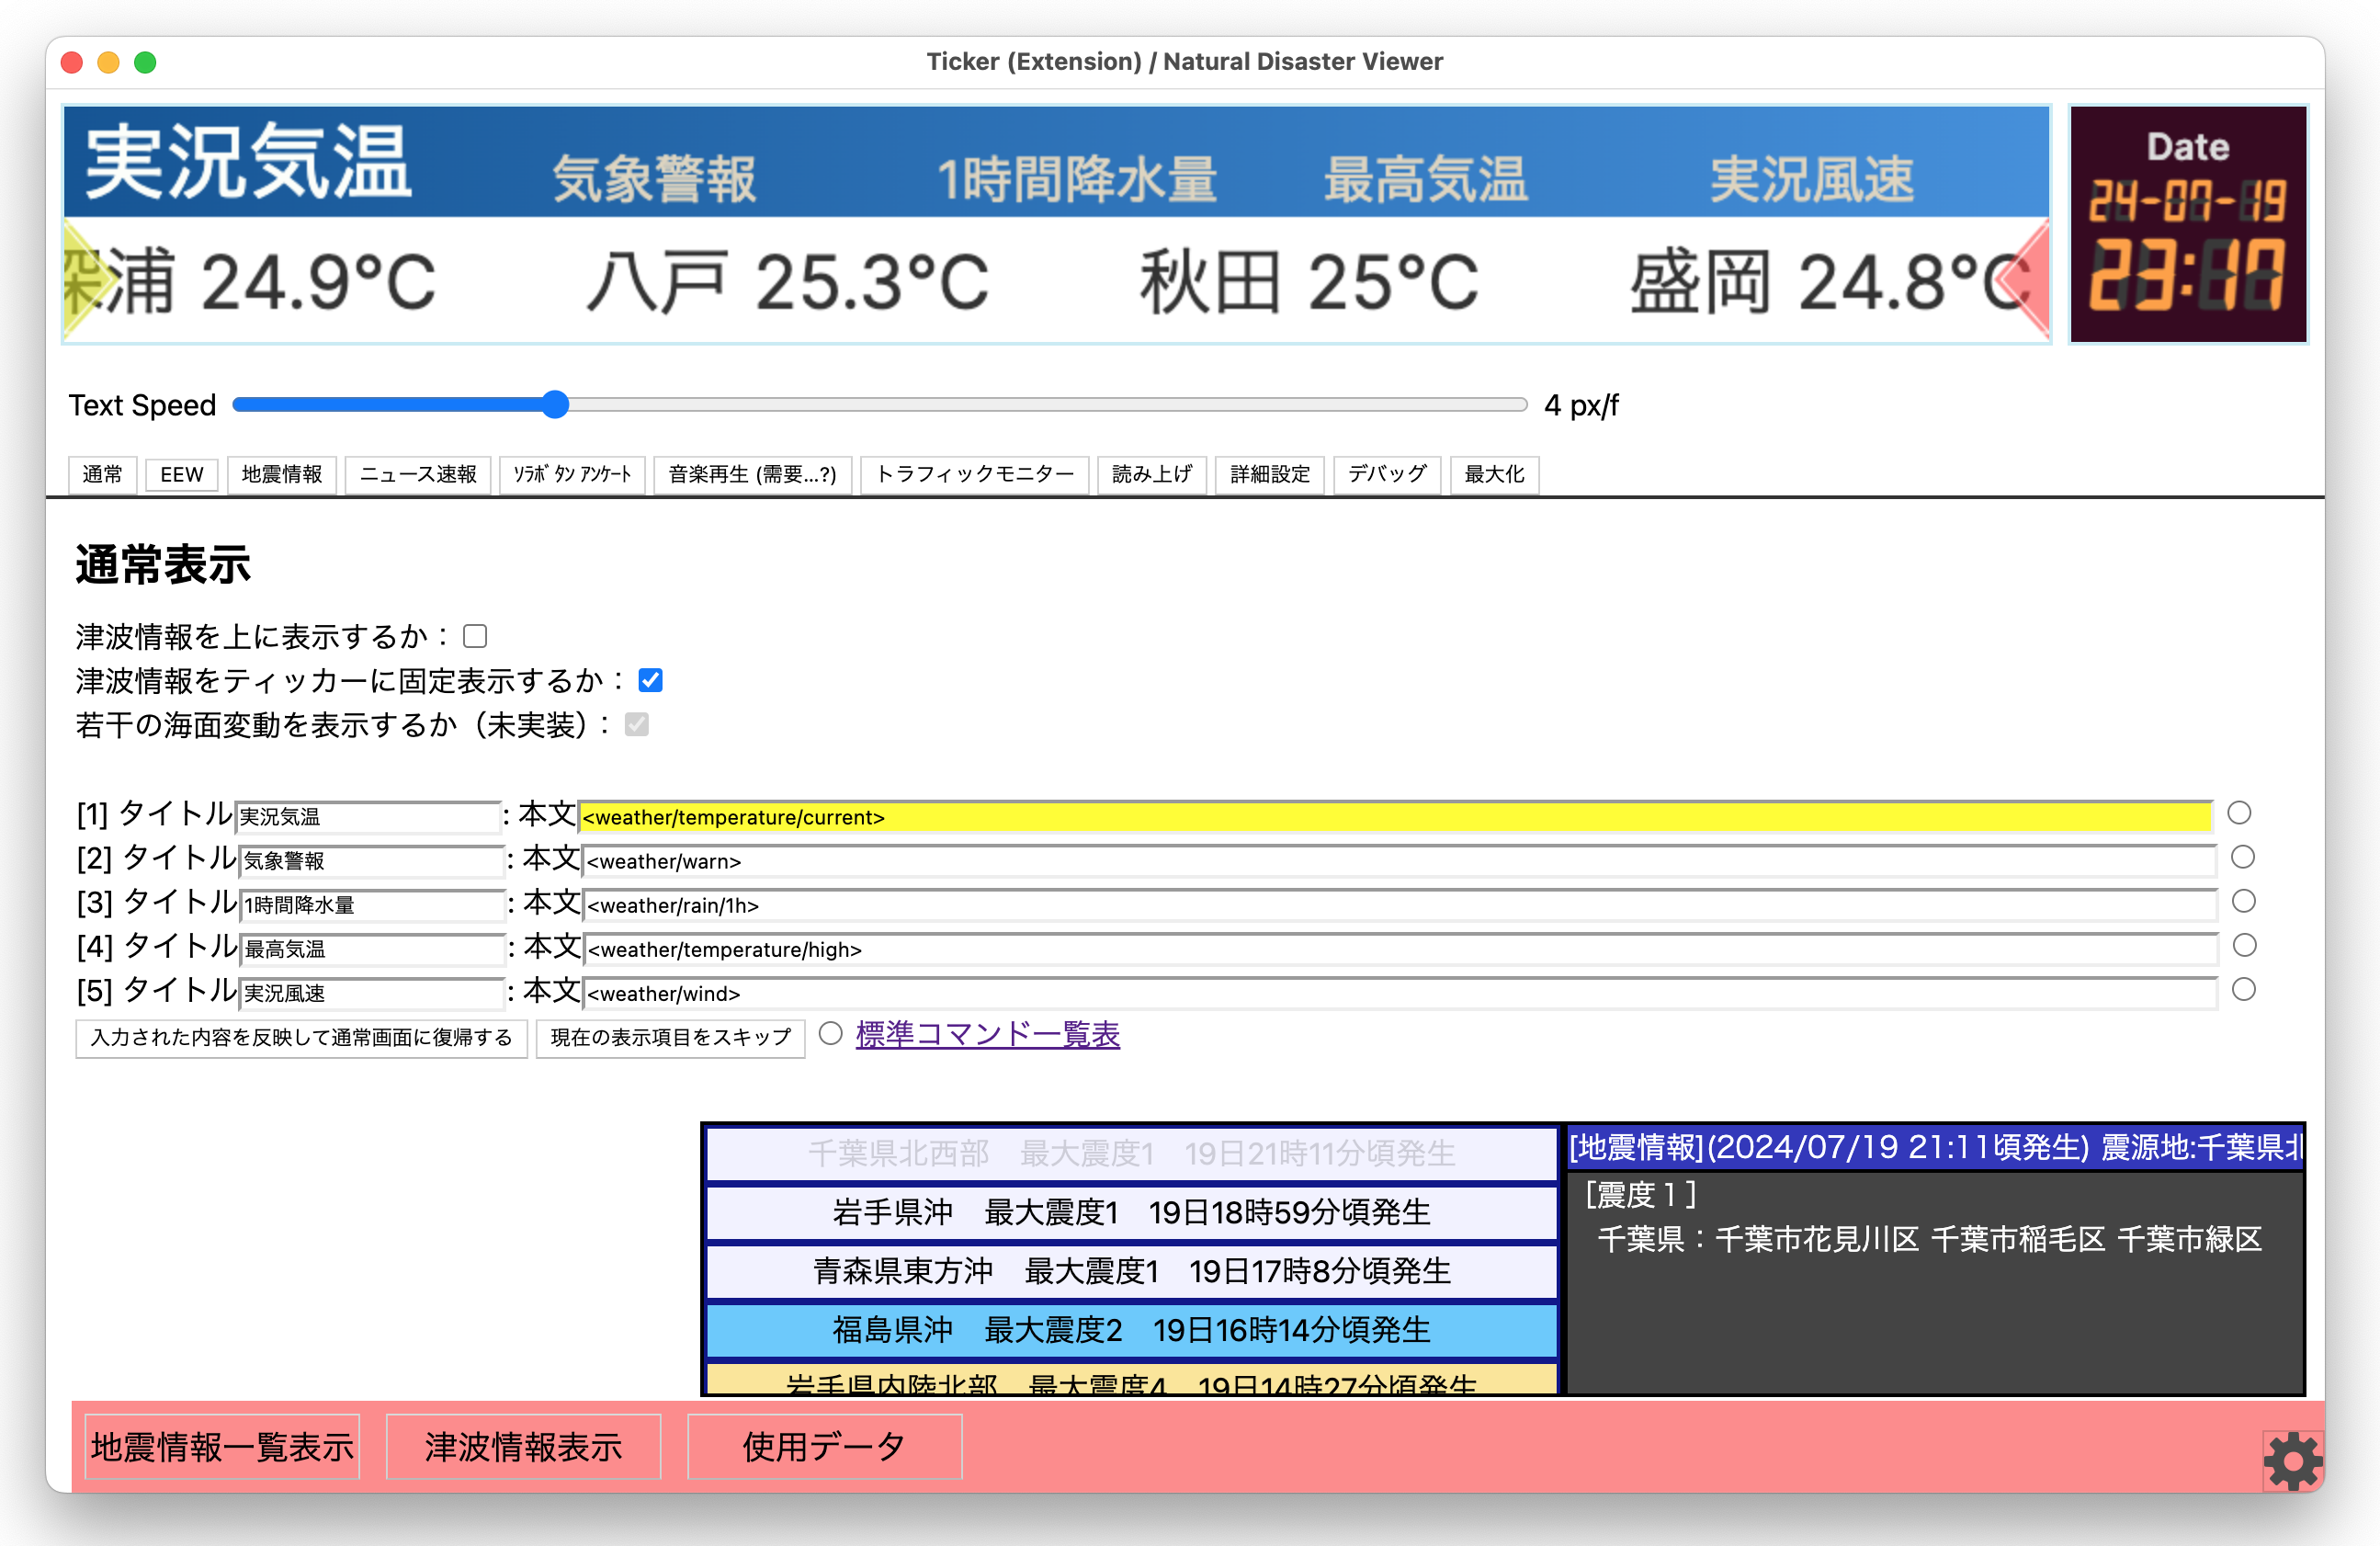 Ticker (Extension) / Natural Disaster Viewer
実況気温 気象警報 1時間降水量 最高気温 実況風速
深浦 24.9°C 八戸 25.3°C 秋田 25°C 盛岡 24.8°C
Date
24-07-19
23:17
Text Speed 4 px/f
通常 EEW 地震情報 ニュース速報 ソラボタンアンケート 音楽再生 (需要...?) トラフィックモニター 読み上げ 詳細設定 デバッグ 最大化
通常表示
津波情報を上に表示するか：
津波情報をティッカーに固定表示するか：
若干の海面変動を表示するか（未実装）：
[1] タイトル 実況気温 : 本文 <weather/temperature/current>
[2] タイトル 気象警報 : 本文 <weather/warn>
[3] タイトル 1時間降水量 : 本文 <weather/rain/1h>
[4] タイトル 最高気温 : 本文 <weather/temperature/high>
[5] タイトル 実況風速 : 本文 <weather/wind>
入力された内容を反映して通常画面に復帰する 現在の表示項目をスキップ 標準コマンド一覧表
千葉県北西部　最大震度1　19日21時11分頃発生
岩手県沖　最大震度1　19日18時59分頃発生
青森県東方沖　最大震度1　19日17時8分頃発生
福島県沖　最大震度2　19日16時14分頃発生
岩手県内陸北部　最大震度4　19日14時27分頃発生
[地震情報](2024/07/19 21:11頃発生) 震源地:千葉県北
［震度１］
千葉県：千葉市花見川区 千葉市稲毛区 千葉市緑区
地震情報一覧表示 津波情報表示 使用データ